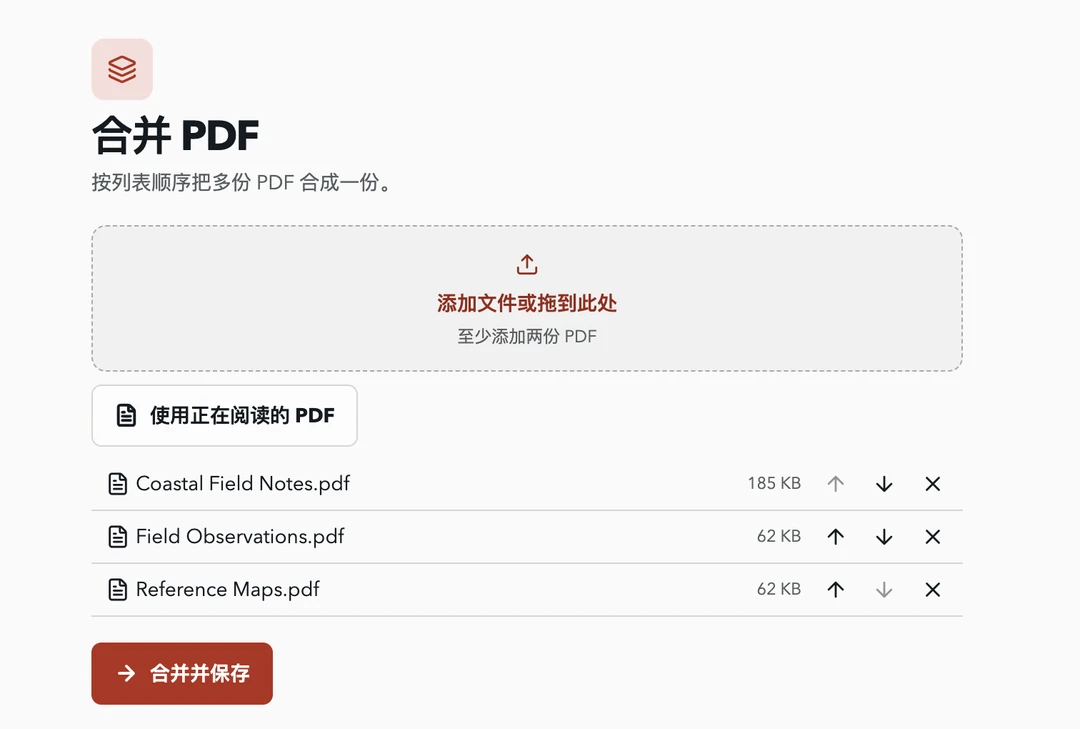 合并 PDF
按列表顺序把多份 PDF 合成一份。
添加文件或拖到此处
至少添加两份 PDF
使用正在阅读的 PDF
Coastal Field Notes.pdf 185 KB
Field Observations.pdf 62 KB
Reference Maps.pdf 62 KB
合并并保存